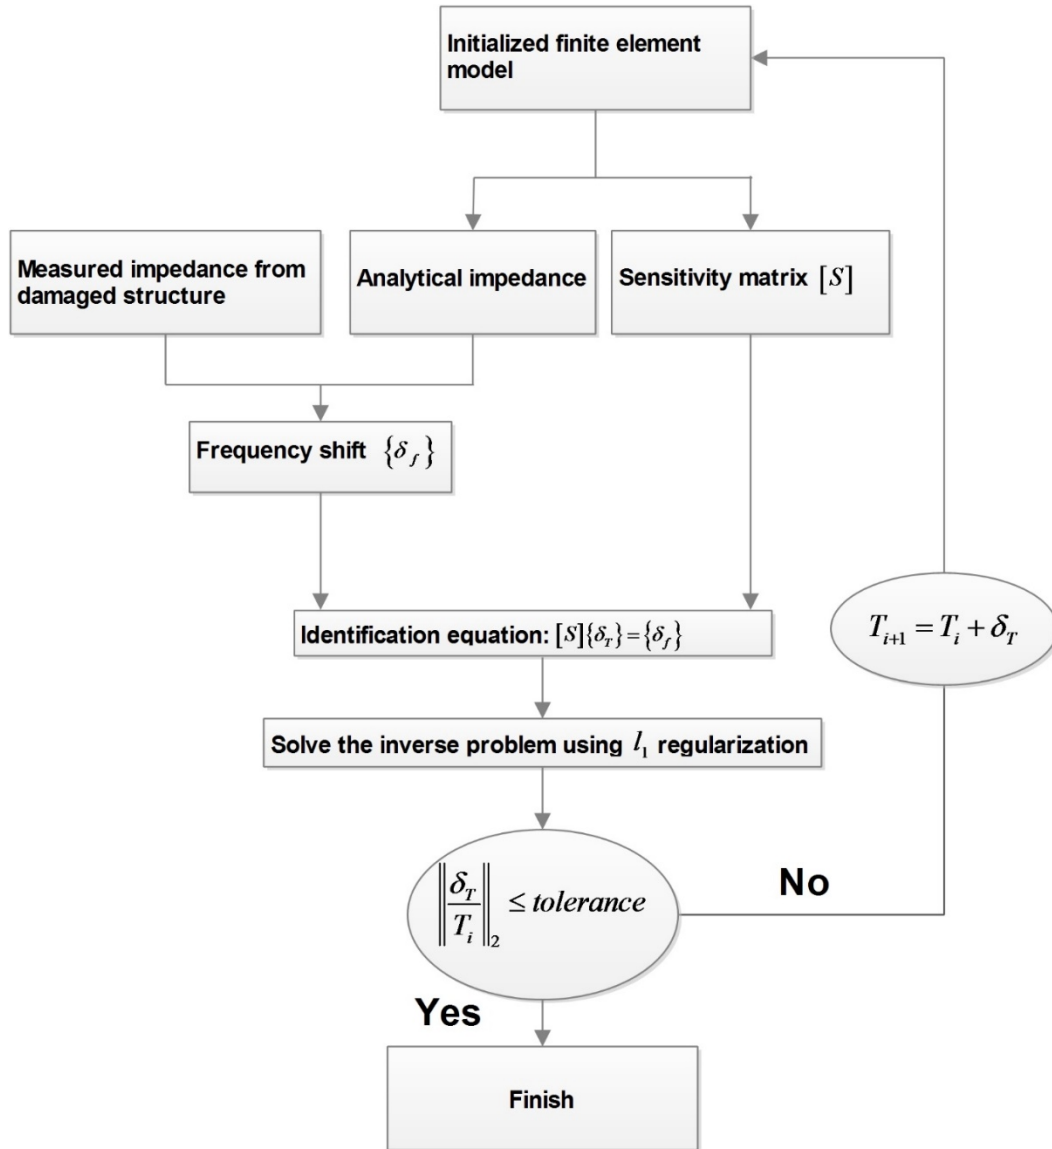 Initialized finite element
model
Measured impedance from
damaged structure
Analytical impedance
Sensitivity matrix [S]
Frequency shift {δ_f}
Identification equation: [S]{δ_T}={δ_f}
T_{i+1} = T_i + δ_T
Solve the inverse problem using l_1 regularization
‖δ_T/T_i‖_2 ≤ tolerance
No
Yes
Finish